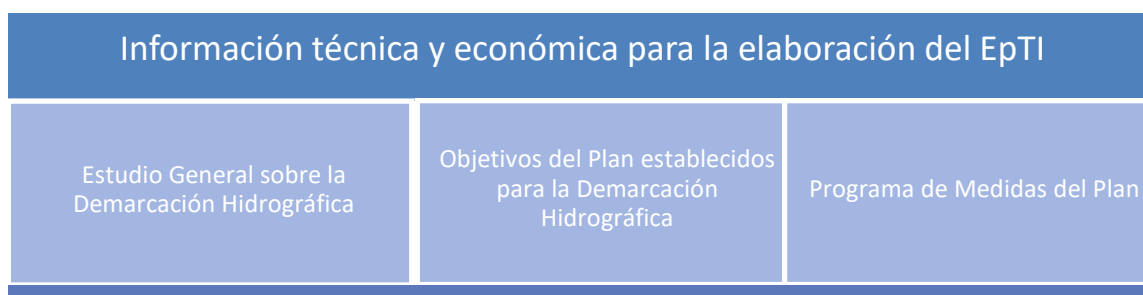 Información técnica y económica para la elaboración del EpTI
Estudio General sobre la
Demarcación Hidrográfica
Objetivos del Plan establecidos
para la Demarcación
Hidrográfica
Programa de Medidas del Plan